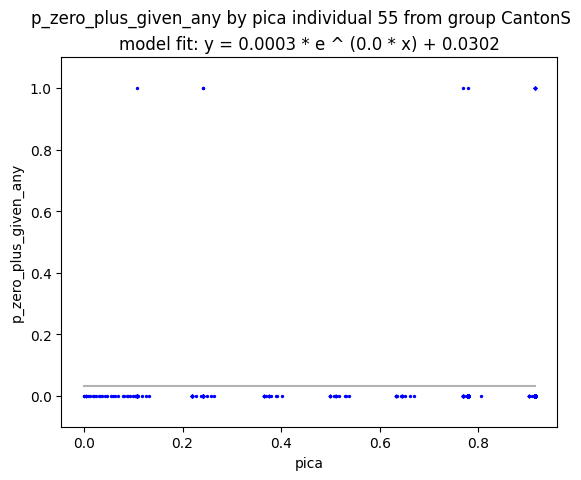 p_zero_plus_given_any by pica individual 55 from group CantonS
model fit: y = 0.0003 * e ^ (0.0 * x) + 0.0302
1.0
0.8
0.6
0.4
0.2
0.0
p_zero_plus_given_any
0.0 0.2 0.4 0.6 0.8
pica